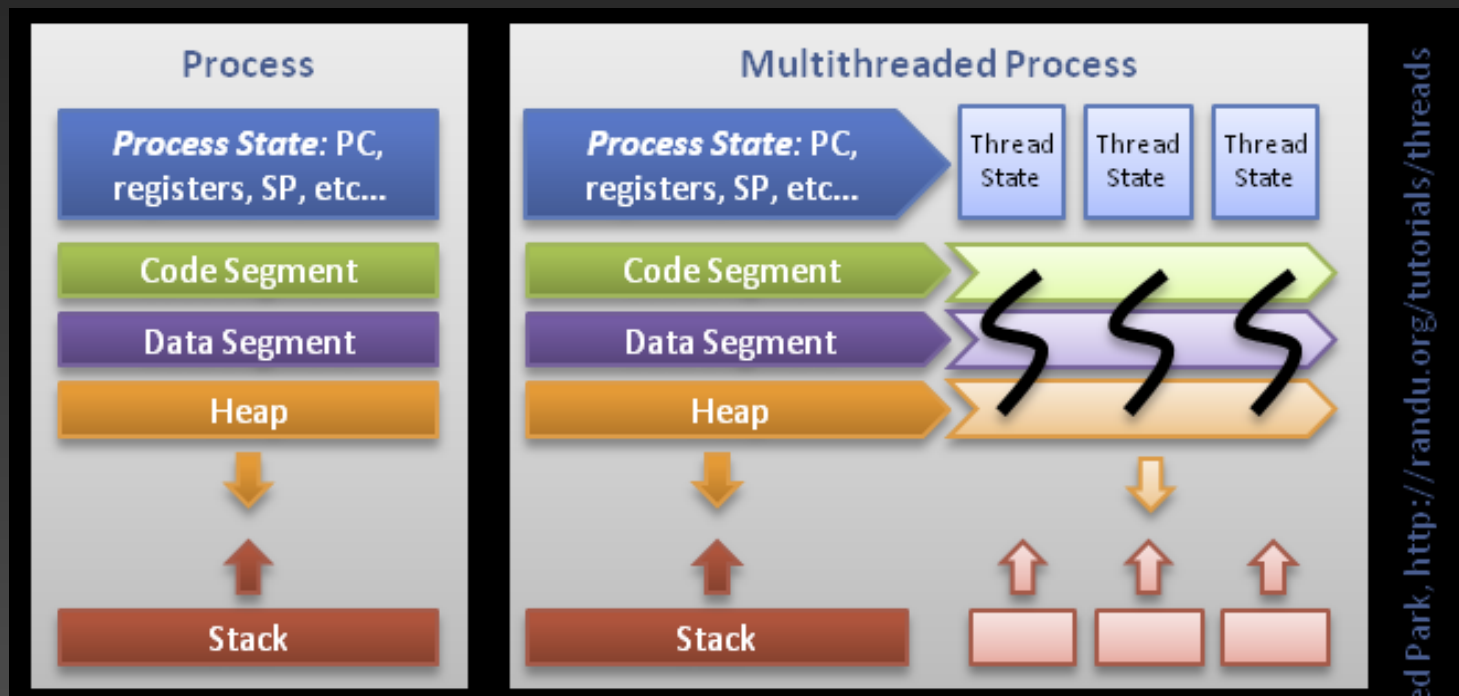 Process
Process State: PC,
registers, SP, etc...
Code Segment
Data Segment
Heap
Stack
Multithreaded Process
Process State: PC,
registers, SP, etc...
Thread
State
Thread
State
Thread
State
Code Segment
Data Segment
Heap
Stack
Park, http://randu.org/tutorials/threads